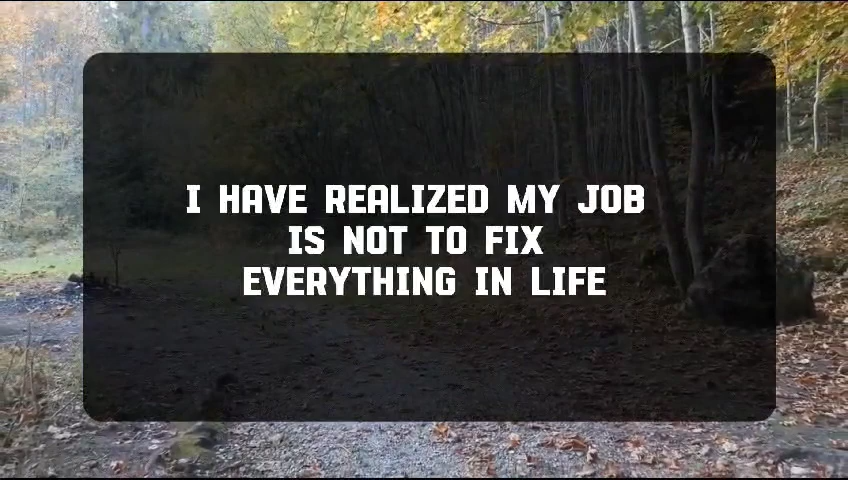 I HAVE REALIZED MY JOB
IS NOT TO FIX
EVERYTHING IN LIFE